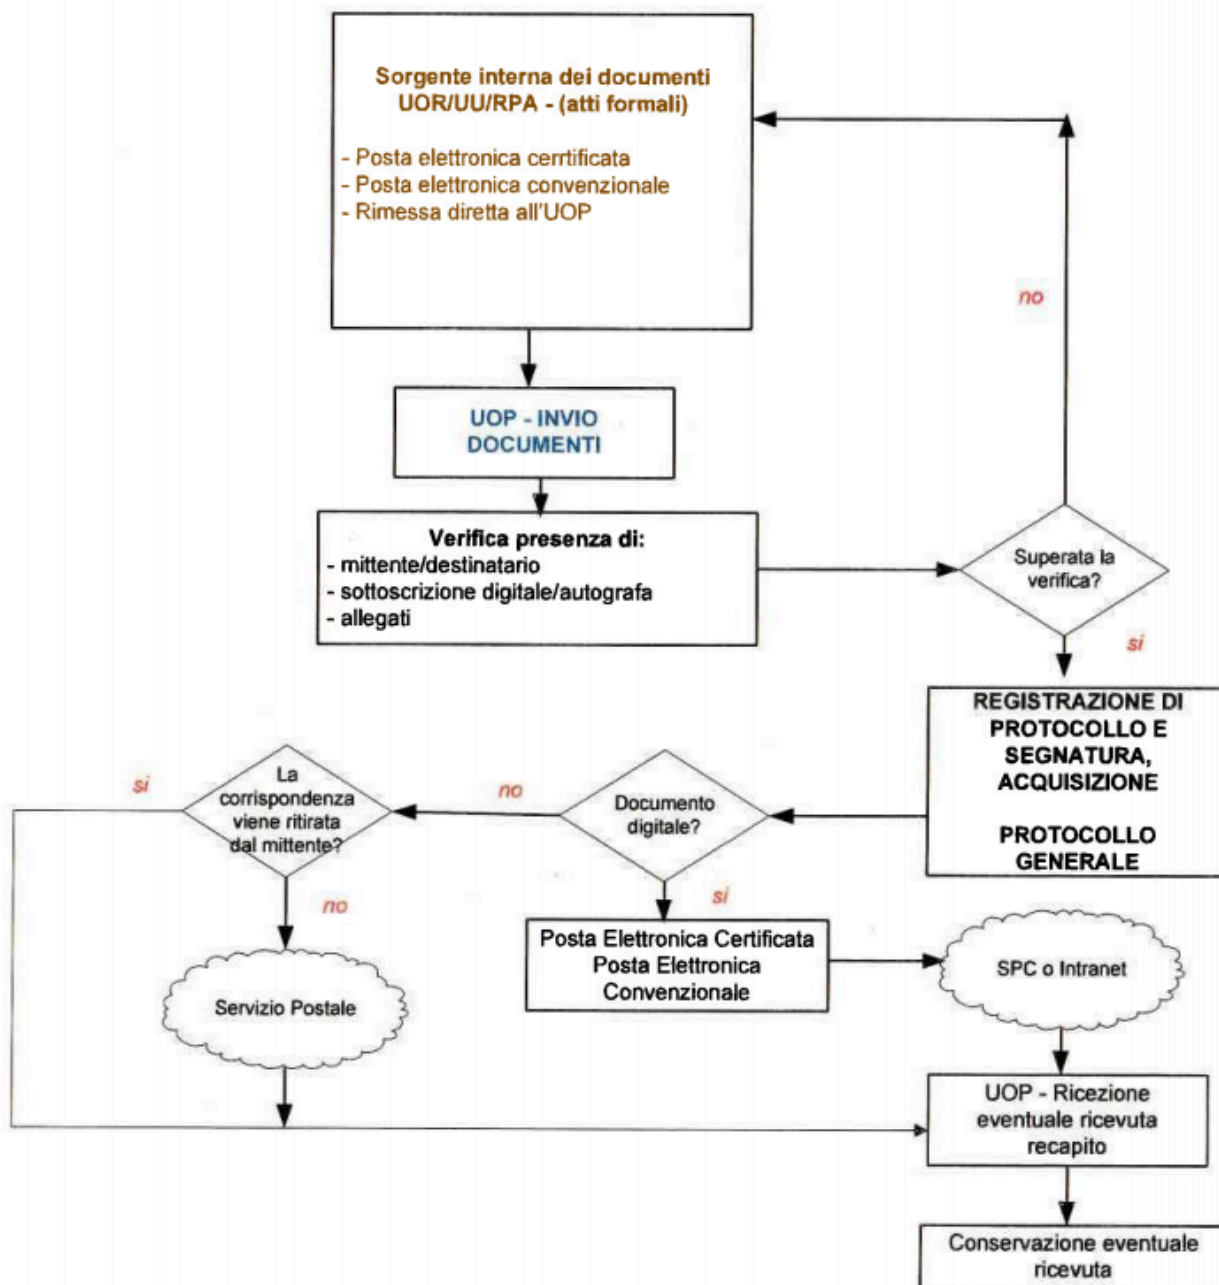 Sorgente interna dei documenti
UOR/UU/RPA - (atti formali)
- Posta elettronica cerrtificata
- Posta elettronica convenzionale
- Rimessa diretta all'UOP
no
UOP - INVIO
DOCUMENTI
Verifica presenza di:
- mittente/destinatario
- sottoscrizione digitale/autografa
- allegati
Superata la
verifica?
si
REGISTRAZIONE DI
PROTOCOLLO E
SEGNATURA,
ACQUISIZIONE
PROTOCOLLO
GENERALE
Documento
digitale?
no
La
corrispondenza
viene ritirata
dal mittente?
si
no
Servizio Postale
si
Posta Elettronica Certificata
Posta Elettronica
Convenzionale
SPC o Intranet
UOP - Ricezione
eventuale ricevuta
recapito
Conservazione eventuale
ricevuta